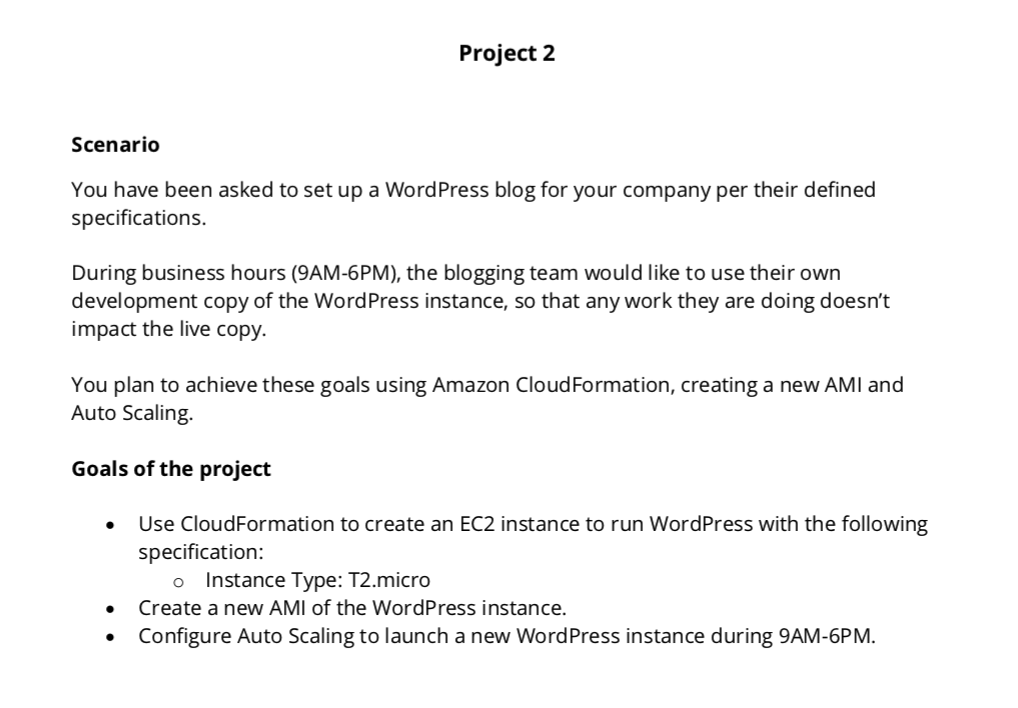 Project 2
Scenario
You have been asked to set up a WordPress blog for your company per their defined
specifications.
During business hours (9AM-6PM), the blogging team would like to use their own
development copy of the WordPress instance, so that any work they are doing doesn’t
impact the live copy.
You plan to achieve these goals using Amazon CloudFormation, creating a new AMI and
Auto Scaling.
Goals of the project
• Use CloudFormation to create an EC2 instance to run WordPress with the following
specification:
o Instance Type: T2.micro
• Create a new AMI of the WordPress instance.
• Configure Auto Scaling to launch a new WordPress instance during 9AM-6PM.